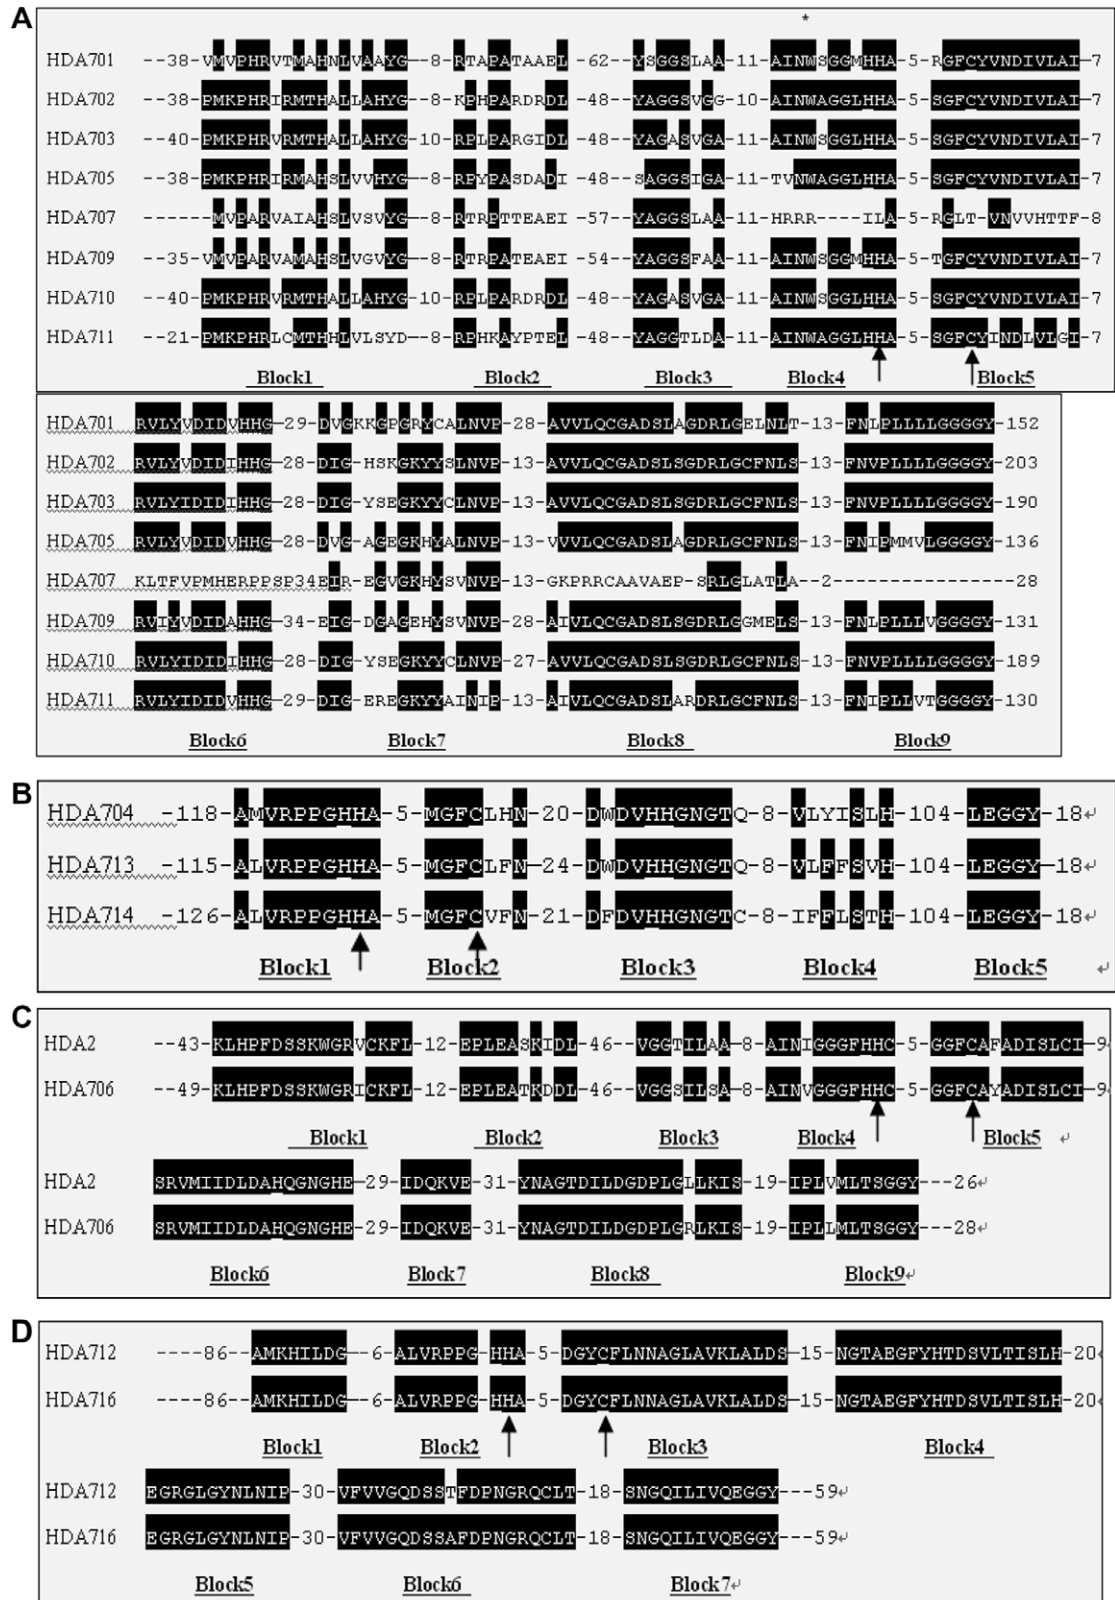 A
*
HDA701 --38-VMVPHRVTMAHNLVAAYG--8-RTAPATAAEL-62--YSGGSLAA-11-AINWSGGMHHA-5-RGFCYVNDIVLAI-7
HDA702 --38-PMKPHRIRMTHALLAHYG--8-KPHPARDRDL-48--YAGGSVGG-10-AINWAGGLHHA-5-SGFCYVNDIVLAI-7
HDA703 --40-PMKPHRVRMTHALLAHYG-10-RPLPARGIDL-48--YAGASVGA-11-AINWSGGLHHA-5-SGFCYVNDIVLAI-7
HDA705 --38-PMKPHRIRMAHSLVVHYG--8-RPYPASDADI-48--SAGGSIGA-11-TVNWAGGLHHA-5-SGFCYVNDIVLAI-7
HDA707 ------MVPARVAIAHSLVSVYG--8-RTRPTTEAEI-57--YAGGSLAA-11-HRRR----ILA-5-RGLT-VNVVHTTF-8
HDA709 --35-VMVPARVAMAHSLVGVYG--8-RTRPATEAEI-54--YAGGSFAA-11-AINWSGGMHHA-5-TGFCYVNDIVLAI-7
HDA710 --40-PMKPHRVRMTHALLAHYG-10-RPLPARDRDL-48--YAGASVGA-11-AINWSGGLHHA-5-SGFCYVNDIVLAI-7
HDA711 --21-PMKPHRLCMTHHLVLSYD--8-RPHKAYPTEL-48--YAGGTLDA-11-AINWAGGLHHA-5-SGFCYINDLVLGI-7
Block1 Block2 Block3 Block4 Block5
HDA701 RVLYVDIDVHHG-29-DVGKKGPGRYCALNVP-28-AVVLQCGADSLAGDRLGELNLT-13-FNLPLLLLGGGGY-152
HDA702 RVLYVDIDIHHG-28-DIG-HSKGKYYSLNVP-13-AVVLQCGADSLSGDRLGCFNLS-13-FNVPLLLLGGGGY-203
HDA703 RVLYIDIDIHHG-28-DIG-YSEGKYYCLNVP-13-AVVLQCGADSLSGDRLGCFNLS-13-FNVPLLLLGGGGY-190
HDA705 RVLYVDIDVHHG-28-DVG-AGEGKHYALNVP-13-VVVLQCGADSLAGDRLGCFNLS-13-FNIPMMVLGGGGY-136
HDA707 KLTFVPMHERPPSP34EIR-EGVGKHYSVNVP-13-GKPRRCAAVAEP-SRLGLATLA--2----------------28
HDA709 RVIYVDIDAHHG-34-EIG-DGAGEHYSVNVP-28-AIVLQCGADSLSGDRLGGMELS-13-FNLPLLLVGGGGY-131
HDA710 RVLYIDIDIHHG-28-DIG-YSEGKYYCLNVP-27-AVVLQCGADSLSGDRLGCFNLS-13-FNVPLLLLGGGGY-189
HDA711 RVLYIDIDVHHG-29-DIG-EREGKYYAINIP-13-AIVLQCGADSLARDRLGCFNLS-13-FNIPLLVTGGGGY-130
Block6 Block7 Block8 Block9
B
HDA704 -118-AMVRPPGHHA-5-MGFCLHN-20-DWDVHHGNGTQ-8-VLYISLH-104-LEGGY-18↵
HDA713 -115-ALVRPPGHHA-5-MGFCLFN-24-DWDVHHGNGTQ-8-VLFFSVH-104-LEGGY-18↵
HDA714 -126-ALVRPPGHHA-5-MGFCVFN-21-DFDVHHGNGTC-8-IFFLSTH-104-LEGGY-18↵
Block1 Block2 Block3 Block4 Block5 ↵
C
HDA2 --43-KLHPFDSSKWGRVCKFL-12-EPLEASKIDL-46--VGGTILAA-8-AINIGGGFHHC-5-GGFCAFADISLCI-9
HDA706 --49-KLHPFDSSKWGRICKFL-12-EPLEATKDDL-46--VGGSILSA-8-AINVGGGFHHC-5-GGFCAYADISLCI-9
Block1 Block2 Block3 Block4 Block5 ↵
HDA2 SRVMIIDLDAHQGNGHE-29-IDQKVE-31-YNAGTDILDGDPLGLLKIS-19-IPLVMLTSGGY---26↵
HDA706 SRVMIIDLDAHQGNGHE-29-IDQKVE-31-YNAGTDILDGDPLGRLKIS-19-IPLLMLTSGGY---28↵
Block6 Block7 Block8 Block9↵
D
HDA712 ----86--AMKHILDG--6-ALVRPPG-HHA-5-DGYCFLNNAGLAVKLALDS-15-NGTAEGFYHTDSVLTISLH-20
HDA716 ----86--AMKHILDG--6-ALVRPPG-HHA-5-DGYCFLNNAGLAVKLALDS-15-NGTAEGFYHTDSVLTISLH-20
Block1 Block2 Block3 Block4
HDA712 EGRGLGYNLNIP-30-VFVVGQDSSTFDPNGRQCLT-18-SNGQILIVQEGGY---59↵
HDA716 EGRGLGYNLNIP-30-VFVVGQDSSAFDPNGRQCLT-18-SNGQILIVQEGGY---59↵
Block5 Block6 Block7↵